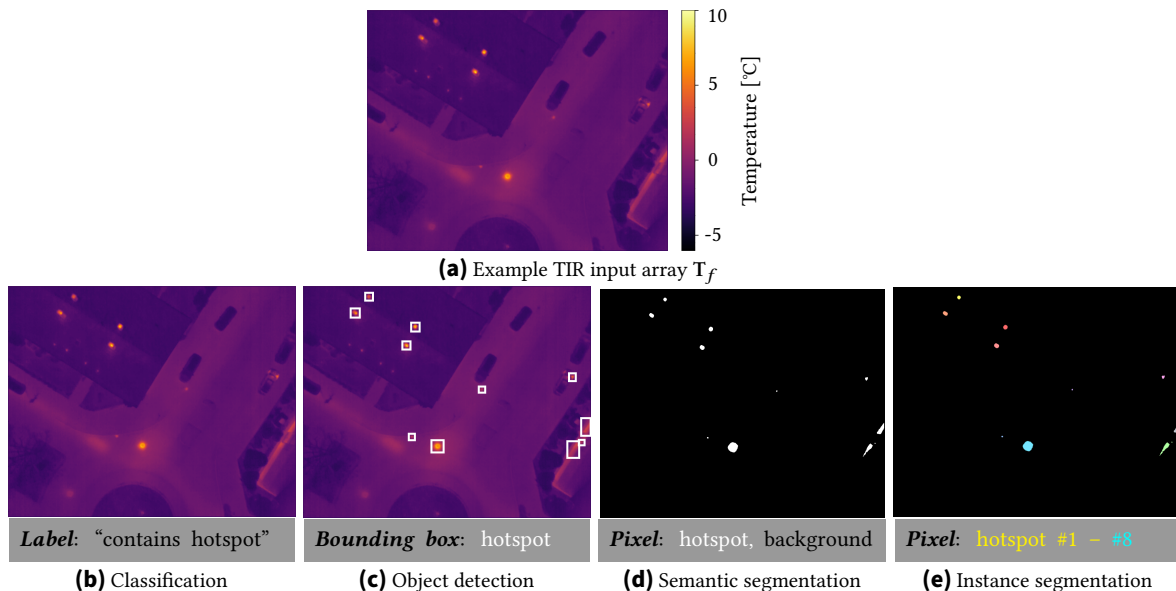 10
5
0
-5
Temperature [°C]
(a) Example TIR input array T_f
Label: “contains hotspot”
Bounding box: hotspot
Pixel: hotspot, background
Pixel: hotspot #1 – #8
(b) Classification
(c) Object detection
(d) Semantic segmentation
(e) Instance segmentation